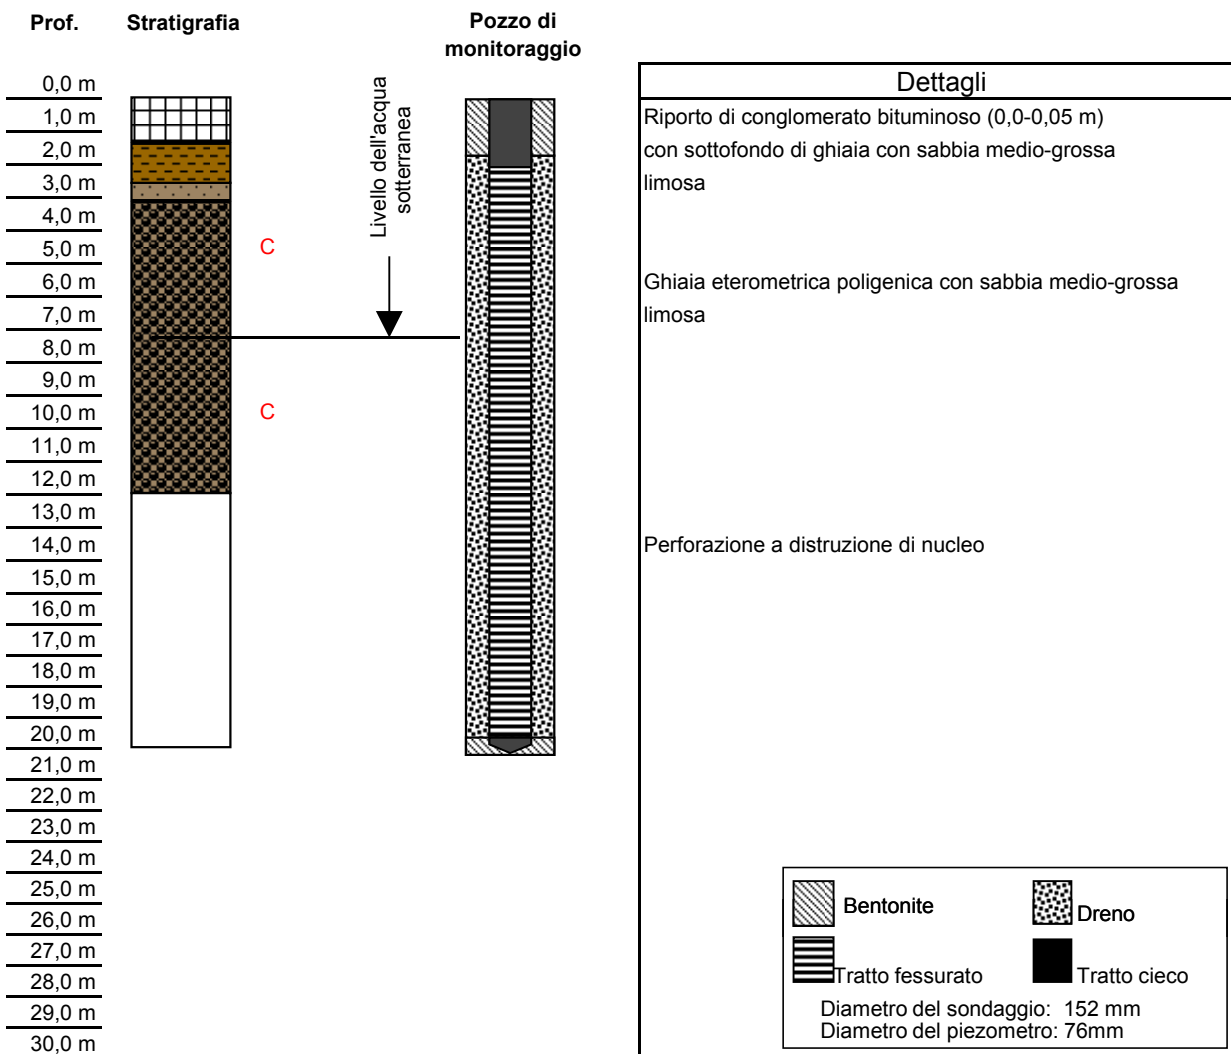 Prof.
Stratigrafia
Pozzo di
monitoraggio
Livello dell'acqua
sotterranea
0,0 m
1,0 m
2,0 m
3,0 m
4,0 m
5,0 m
6,0 m
7,0 m
8,0 m
9,0 m
10,0 m
11,0 m
12,0 m
13,0 m
14,0 m
15,0 m
16,0 m
17,0 m
18,0 m
19,0 m
20,0 m
21,0 m
22,0 m
23,0 m
24,0 m
25,0 m
26,0 m
27,0 m
28,0 m
29,0 m
30,0 m
C
C
Dettagli
Riporto di conglomerato bituminoso (0,0-0,05 m)
con sottofondo di ghiaia con sabbia medio-grossa
limosa
Ghiaia eterometrica poligenica con sabbia medio-grossa
limosa
Perforazione a distruzione di nucleo
Bentonite
Dreno
Tratto fessurato
Tratto cieco
Diametro del sondaggio: 152 mm
Diametro del piezometro: 76mm